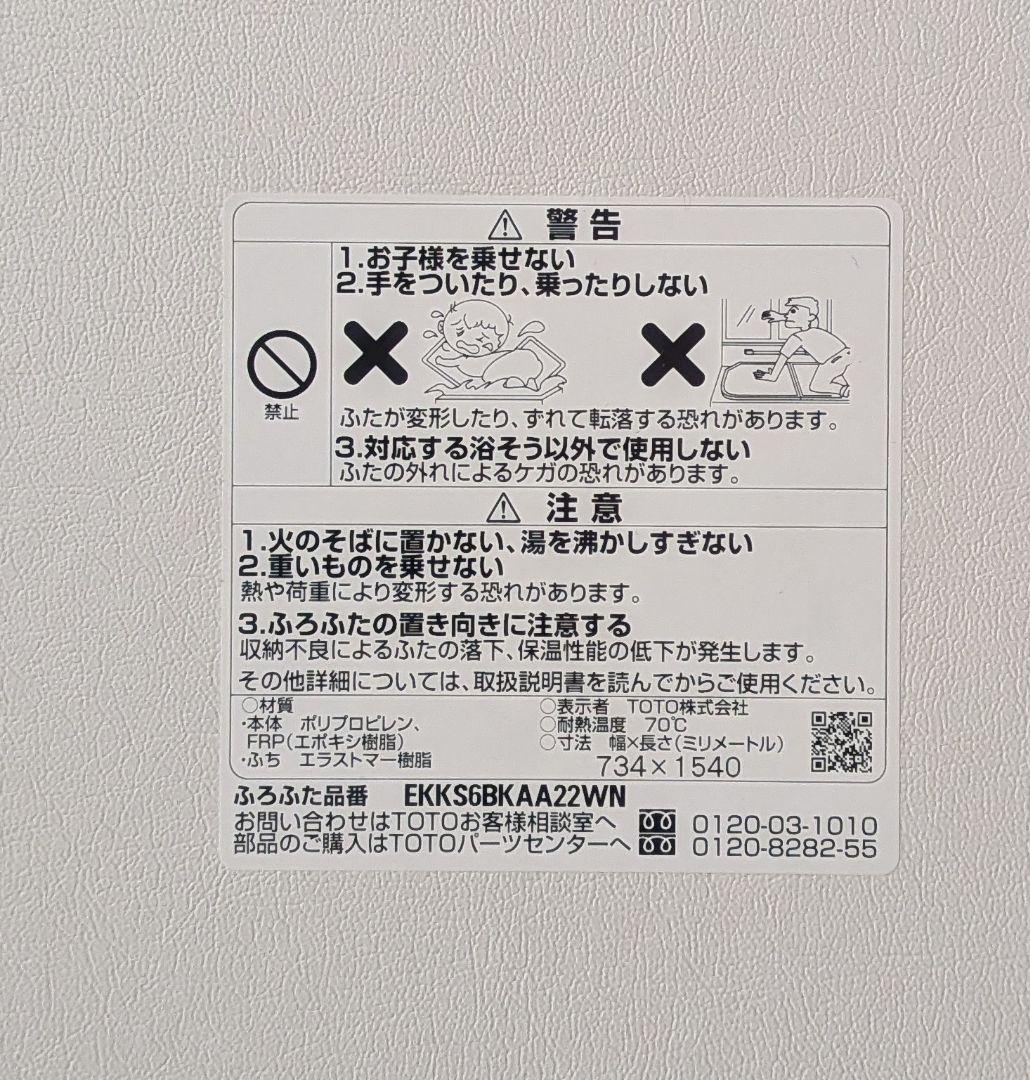 ⚠ 警告
1.お子様を乗せない
2.手をついたり、乗ったりしない
禁止
ふたが変形したり、ずれて転落する恐れがあります。
3.対応する浴そう以外で使用しない
ふたの外れによるケガの恐れがあります。
⚠ 注意
1.火のそばに置かない、湯を沸かしすぎない
2.重いものを乗せない
熱や荷重により変形する恐れがあります。
3.ふろふたの置き向きに注意する
収納不良によるふたの落下、保温性能の低下が発生します。
その他詳細については、取扱説明書を読んでからご使用ください。
○材質
・本体 ポリプロピレン、
FRP(エポキシ樹脂)
・ふち エラストマー樹脂
○表示者 TOTO株式会社
○耐熱温度 70℃
○寸法 幅×長さ(ミリメートル)
734×1540
ふろふた品番 EKKS6BKAA22WN
お問い合わせはTOTOお客様相談室へ 0120-03-1010
部品のご購入はTOTOパーツセンターへ 0120-8282-55